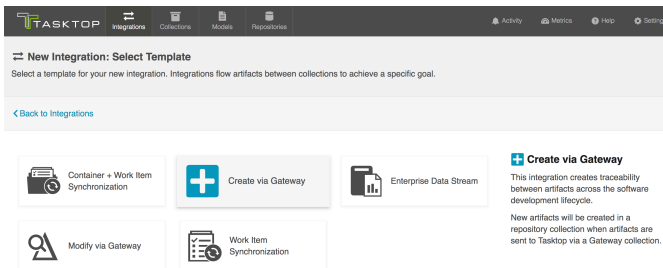 TASKTOP
Integrations
Collections
Models
Repositories
Activity
Metrics
Help
Setting
New Integration: Select Template
Select a template for your new integration. Integrations flow artifacts between collections to achieve a specific goal.
Back to Integrations
Container + Work Item
Synchronization
Create via Gateway
Enterprise Data Stream
Modify via Gateway
Work Item
Synchronization
Create via Gateway
This integration creates traceability
between artifacts across the software
development lifecycle.
New artifacts will be created in a
repository collection when artifacts are
sent to Tasktop via a Gateway collection.